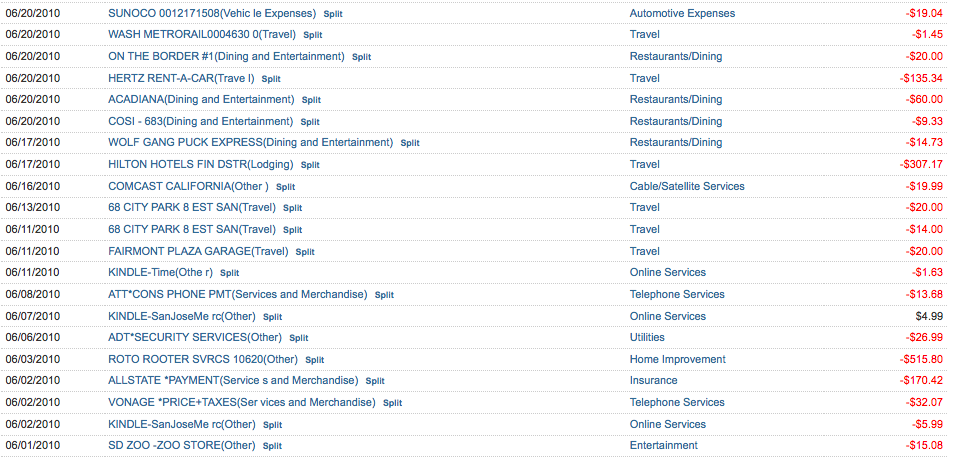 06/20/2010 SUNOCO 0012171508(Vehic le Expenses) Split Automotive Expenses -$19.04
06/20/2010 WASH METRORAIL0004630 0(Travel) Split Travel -$1.45
06/20/2010 ON THE BORDER #1(Dining and Entertainment) Split Restaurants/Dining -$20.00
06/20/2010 HERTZ RENT-A-CAR(Trave l) Split Travel -$135.34
06/20/2010 ACADIANA(Dining and Entertainment) Split Restaurants/Dining -$60.00
06/20/2010 COSI - 683(Dining and Entertainment) Split Restaurants/Dining -$9.33
06/17/2010 WOLF GANG PUCK EXPRESS(Dining and Entertainment) Split Restaurants/Dining -$14.73
06/17/2010 HILTON HOTELS FIN DSTR(Lodging) Split Travel -$307.17
06/16/2010 COMCAST CALIFORNIA(Other ) Split Cable/Satellite Services -$19.99
06/13/2010 68 CITY PARK 8 EST SAN(Travel) Split Travel -$20.00
06/11/2010 68 CITY PARK 8 EST SAN(Travel) Split Travel -$14.00
06/11/2010 FAIRMONT PLAZA GARAGE(Travel) Split Travel -$20.00
06/11/2010 KINDLE-Time(Othe r) Split Online Services -$1.63
06/08/2010 ATT*CONS PHONE PMT(Services and Merchandise) Split Telephone Services -$13.68
06/07/2010 KINDLE-SanJoseMe rc(Other) Split Online Services $4.99
06/06/2010 ADT*SECURITY SERVICES(Other) Split Utilities -$26.99
06/03/2010 ROTO ROOTER SVRCS 10620(Other) Split Home Improvement -$515.80
06/02/2010 ALLSTATE *PAYMENT(Service s and Merchandise) Split Insurance -$170.42
06/02/2010 VONAGE *PRICE+TAXES(Ser vices and Merchandise) Split Telephone Services -$32.07
06/02/2010 KINDLE-SanJoseMe rc(Other) Split Online Services -$5.99
06/01/2010 SD ZOO -ZOO STORE(Other) Split Entertainment -$15.08